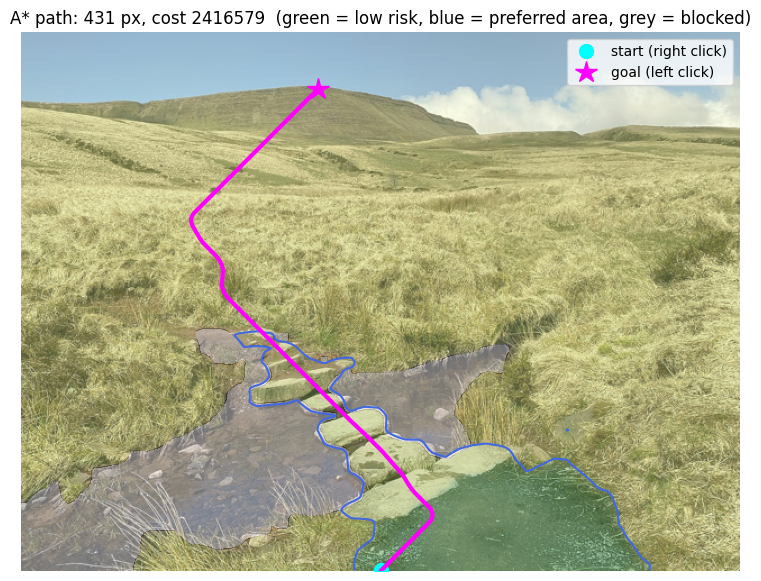 A* path: 431 px, cost 2416579  (green = low risk, blue = preferred area, grey = blocked)
start (right click)
goal (left click)